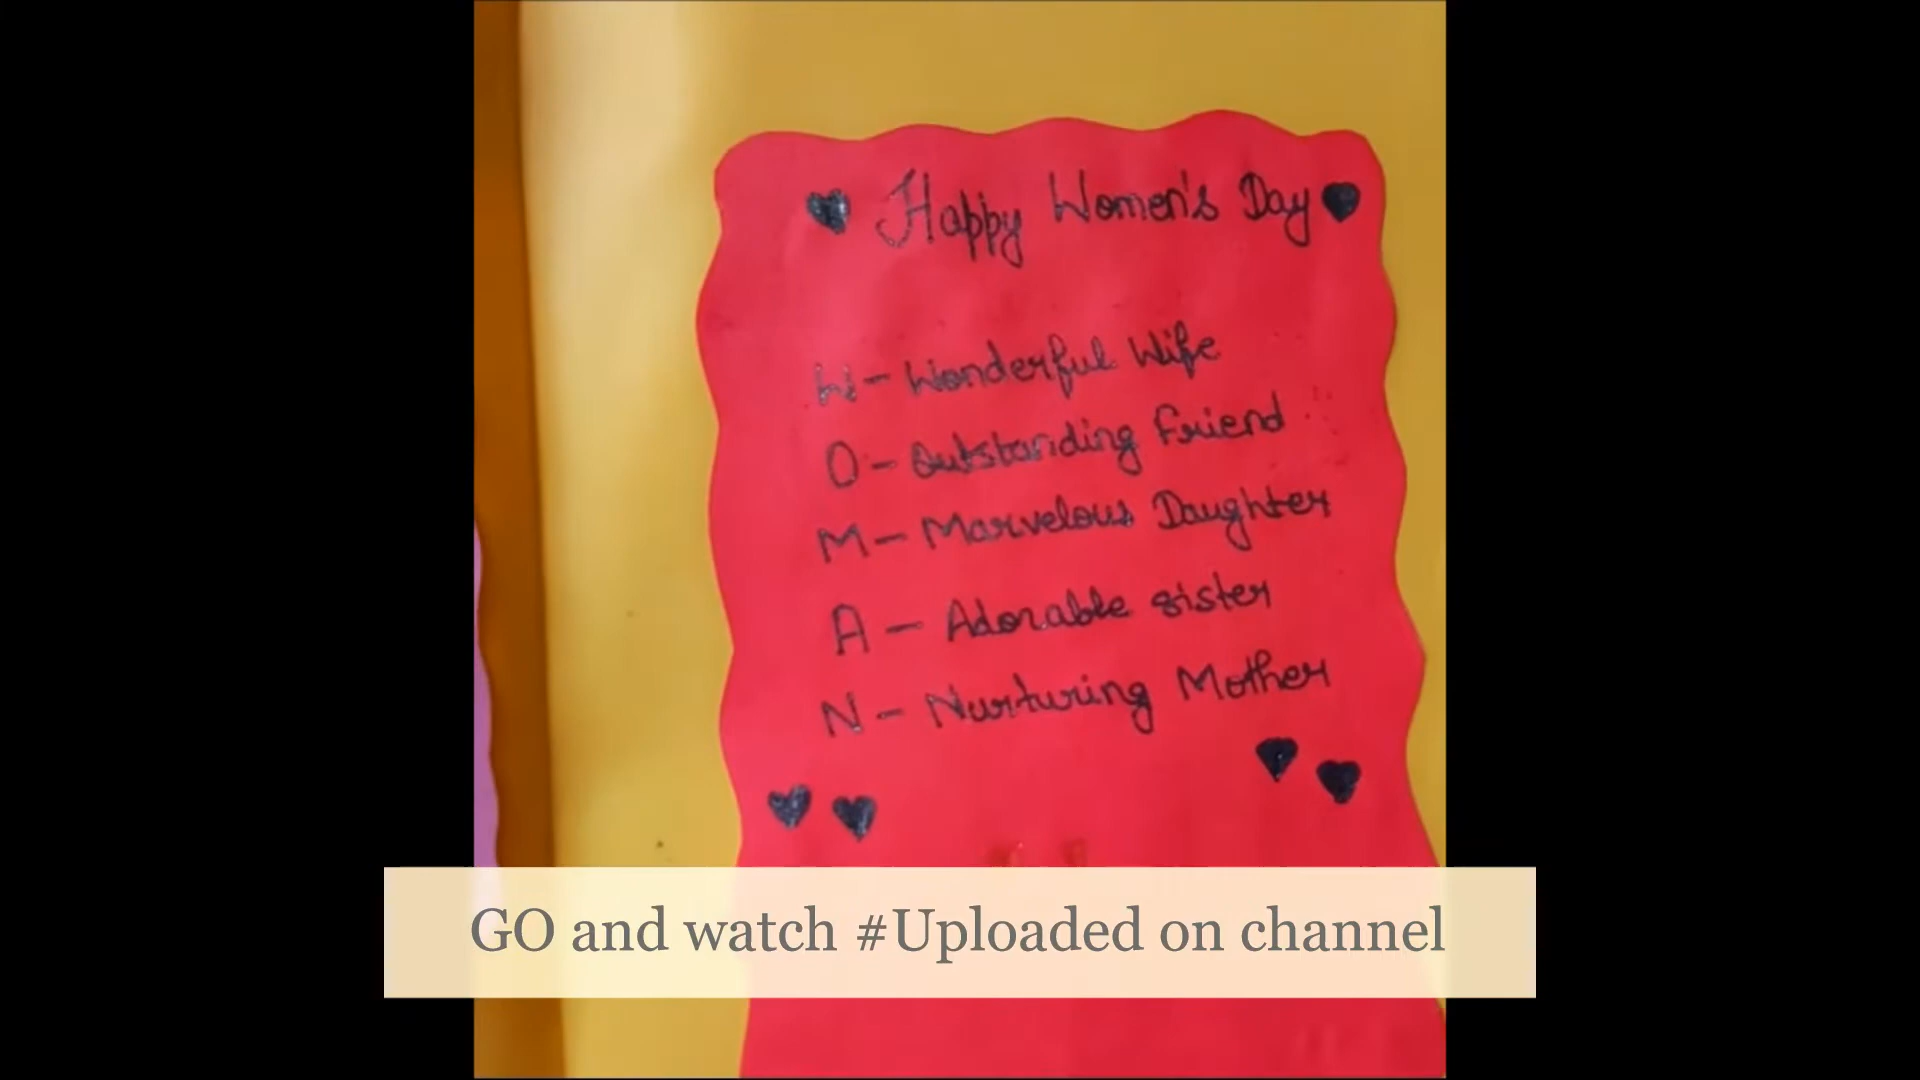 Happy Women's Day
W - Wonderful Wife
O - Outstanding Friend
M - Marvelous Daughter
A - Adorable sister
N - Nurturing Mother
GO and watch #Uploaded on channel